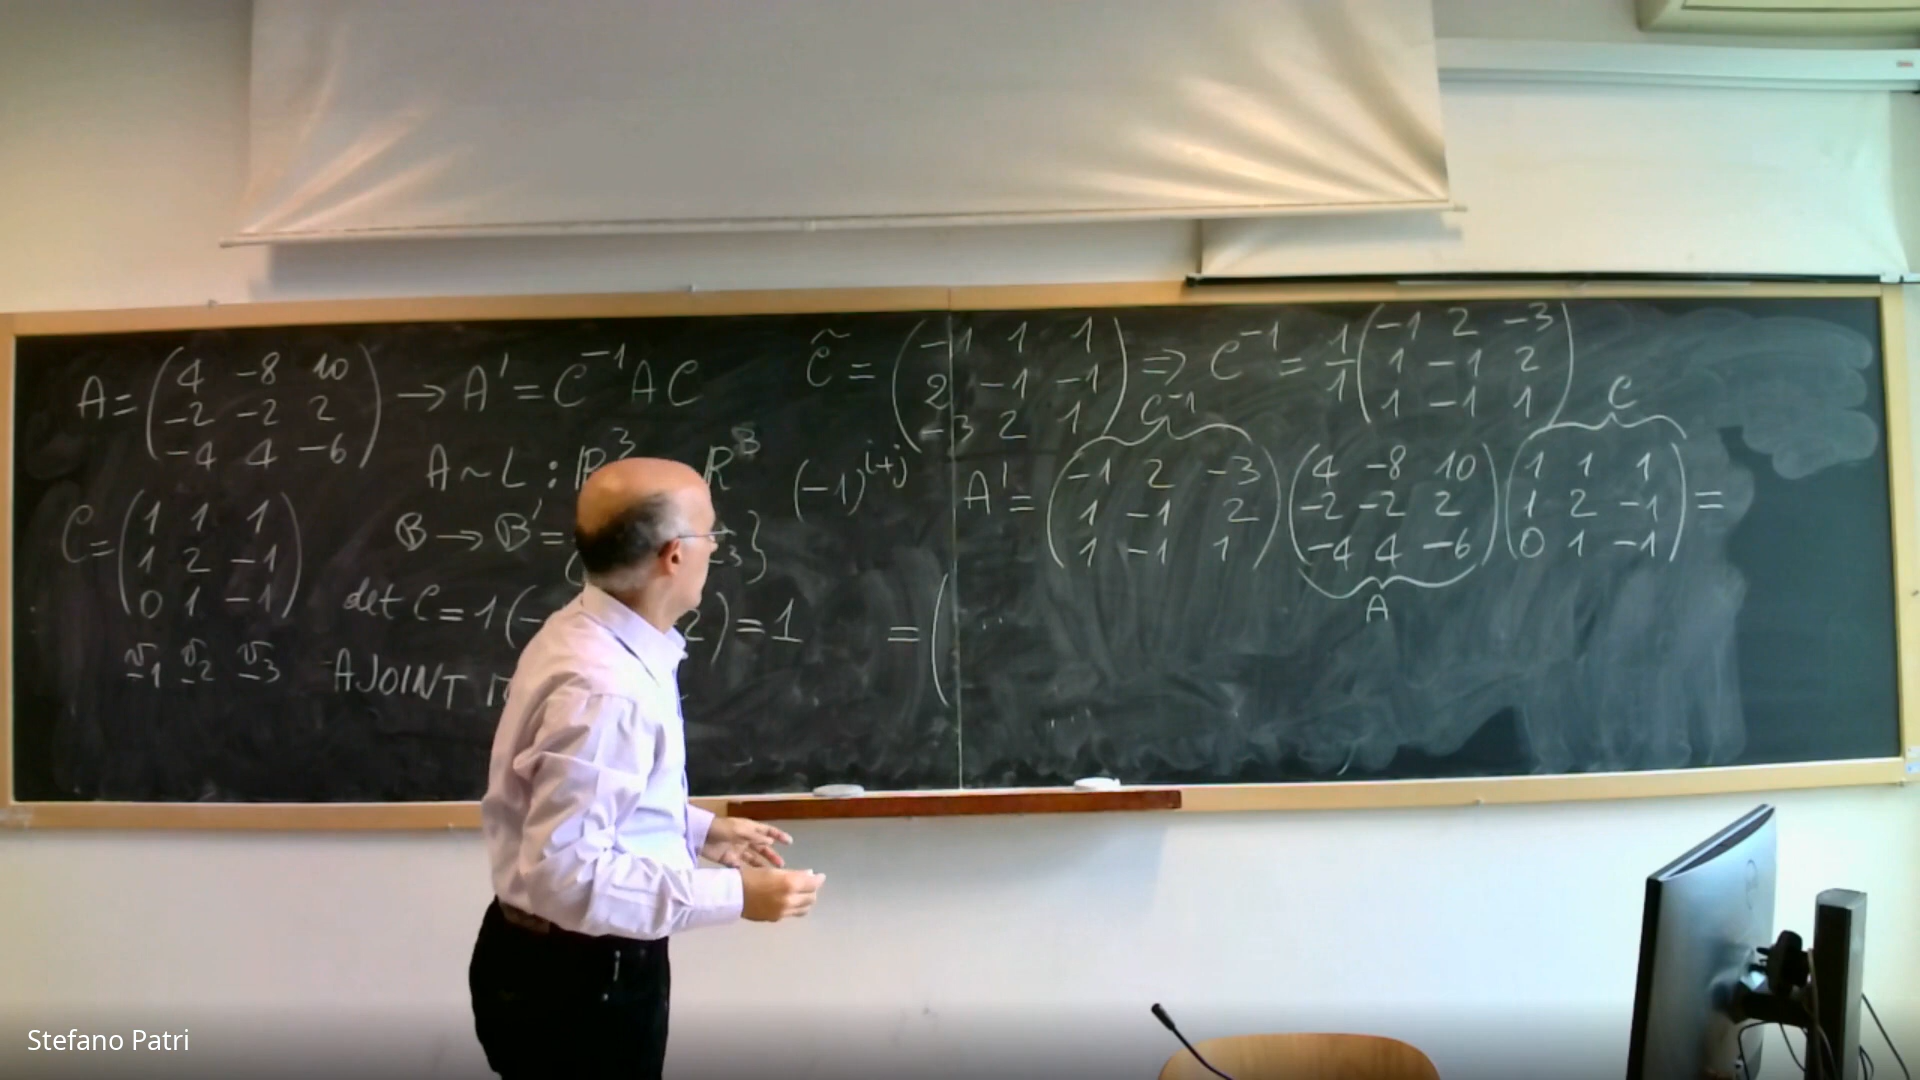 A = ( 4 -8 10 -2 -2 2 -4 4 -6 ) → A' = C⁻¹ A C
A ~ L : R³ R³
C = ( 1 1 1 1 2 -1 0 1 -1 )
v₁ v₂ v₃
B → B' = }
det C = 1(- 2) = 1
AJOINT
(-1)^{i+j}
C̃ = ( -1 1 1 2 -1 -1 -3 2 1 ) ⇒ C⁻¹ = 1/1 ( -1 2 -3 1 -1 2 1 -1 1 )
C⁻¹ C
A' = ( -1 2 -3 1 -1 2 1 -1 1 ) ( 4 -8 10 -2 -2 2 -4 4 -6 ) ( 1 1 1 1 2 -1 0 1 -1 ) =
A
= (
Stefano Patri